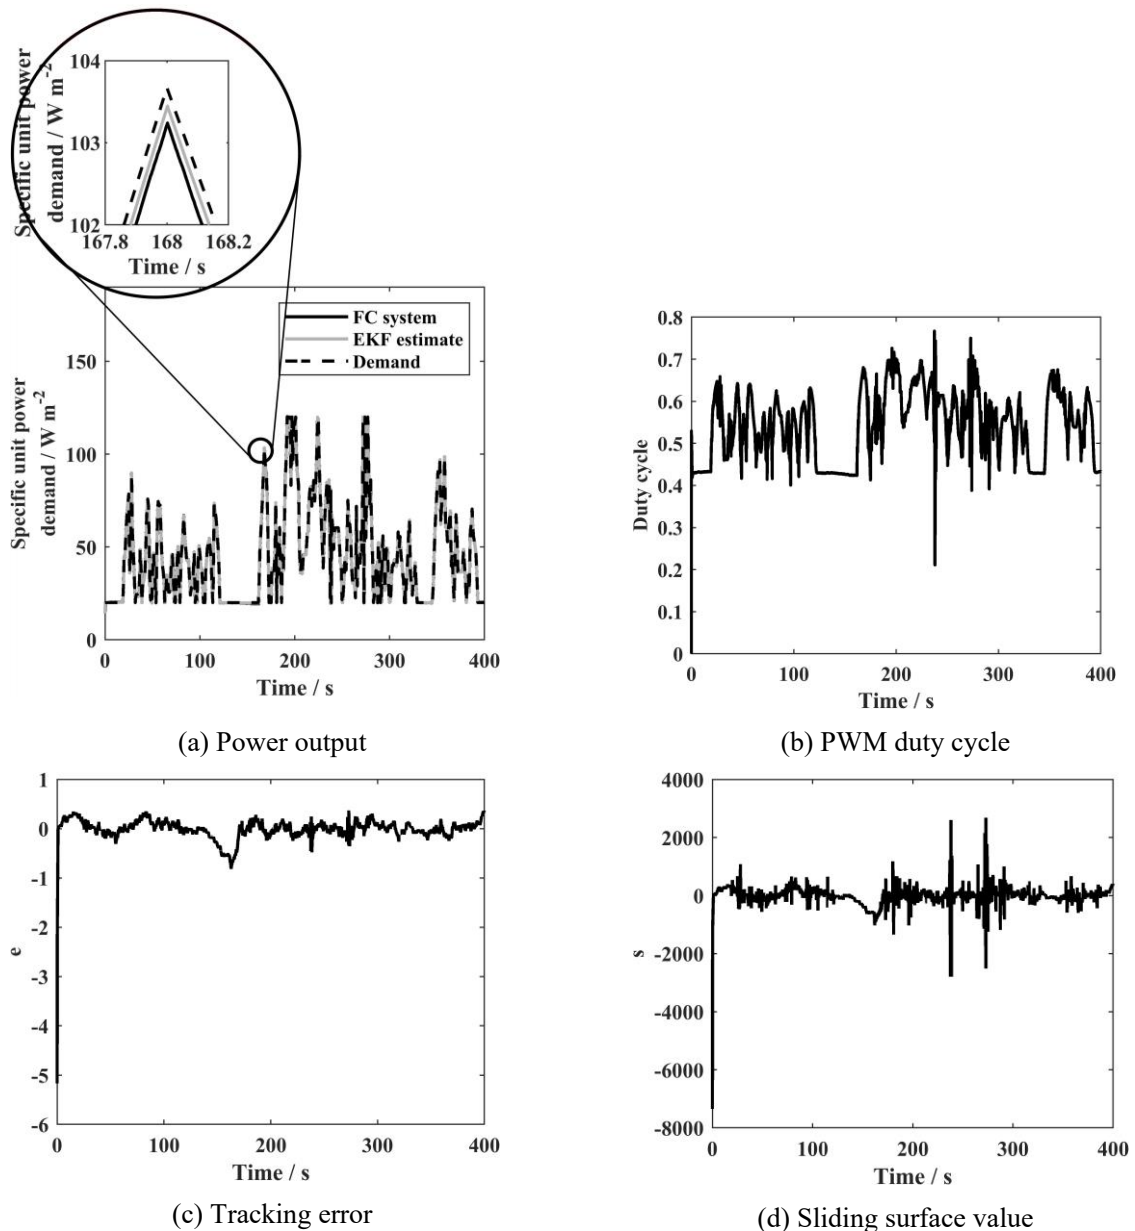 Specific unit power
demand / W m-2
104
103
102
167.8 168 168.2
Time / s
FC system
EKF estimate
Demand
Specific unit power
demand / W m-2
150
100
50
0
0 100 200 300 400
Time / s
(a) Power output
Duty cycle
0.8
0.7
0.6
0.5
0.4
0.3
0.2
0.1
0
0 100 200 300 400
Time / s
(b) PWM duty cycle
e
1
0
-1
-2
-3
-4
-5
-6
0 100 200 300 400
Time / s
(c) Tracking error
s
4000
2000
0
-2000
-4000
-6000
-8000
0 100 200 300 400
Time / s
(d) Sliding surface value